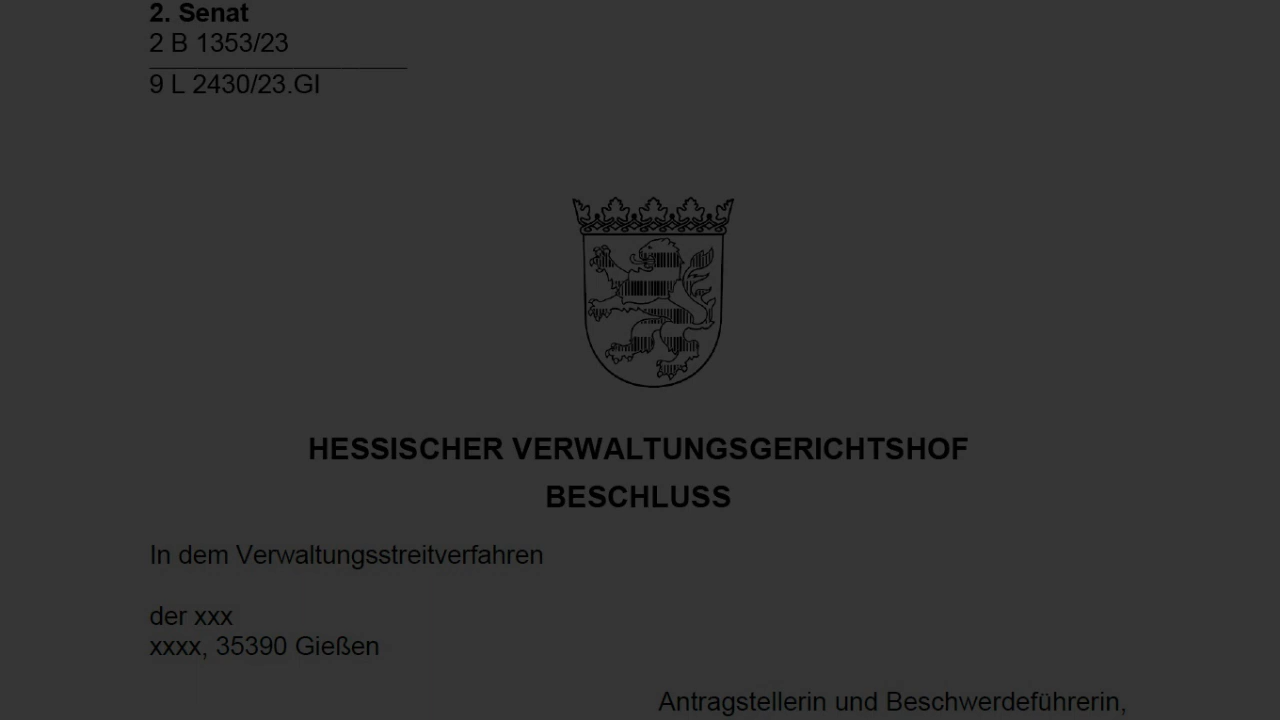 2. Senat
2 B 1353/23
9 L 2430/23.GI
HESSISCHER VERWALTUNGSGERICHTSHOF
BESCHLUSS
In dem Verwaltungsstreitverfahren
der xxx
xxxx, 35390 Gießen
Antragstellerin und Beschwerdeführerin,